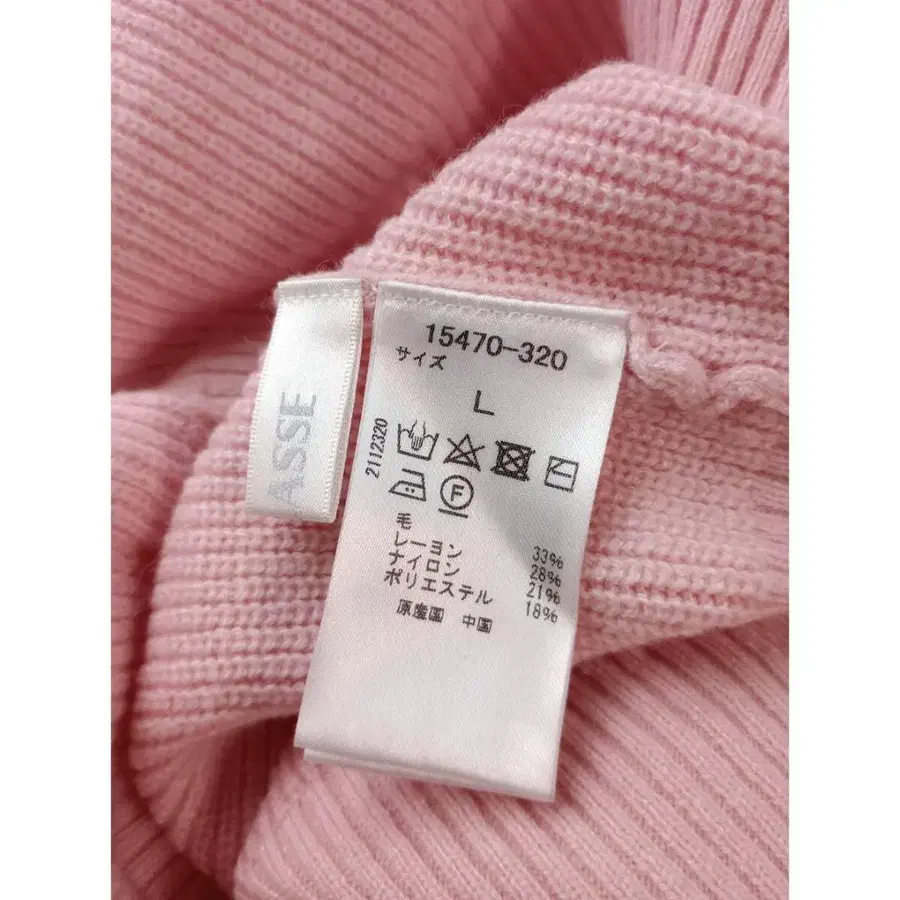 ASSE
15470-320
サイズ
L
2112320
F
毛 33%
レーヨン 28%
ナイロン 21%
ポリエステル 18%
原産国 中国